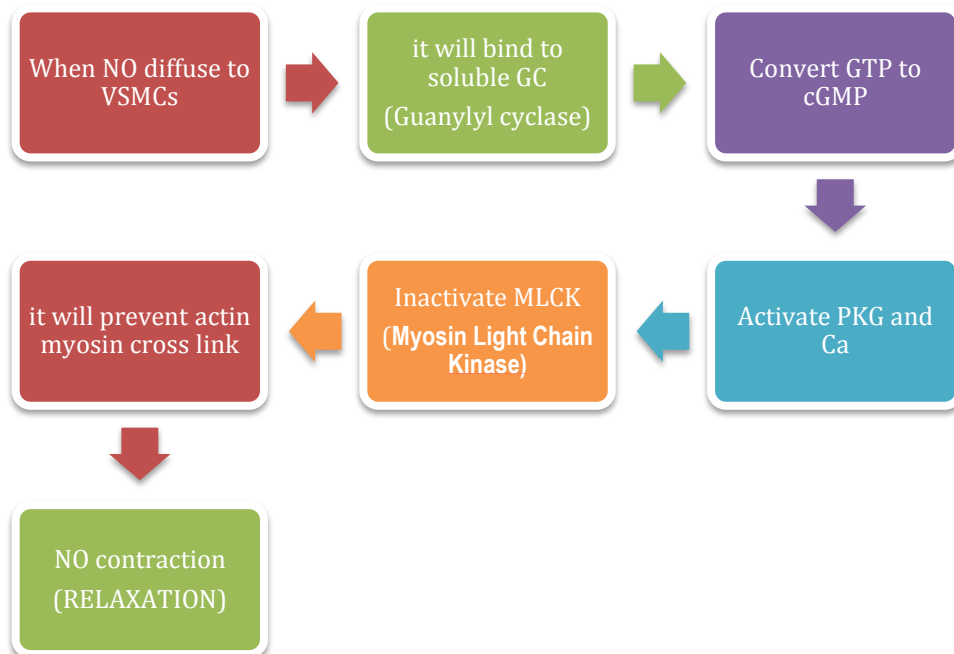 When NO diffuse to
VSMCs
it will bind to
soluble GC
(Guanylyl cyclase)
Convert GTP to
cGMP
Activate PKG and
Ca
Inactivate MLCK
(Myosin Light Chain
Kinase)
it will prevent actin
myosin cross link
NO contraction
(RELAXATION)